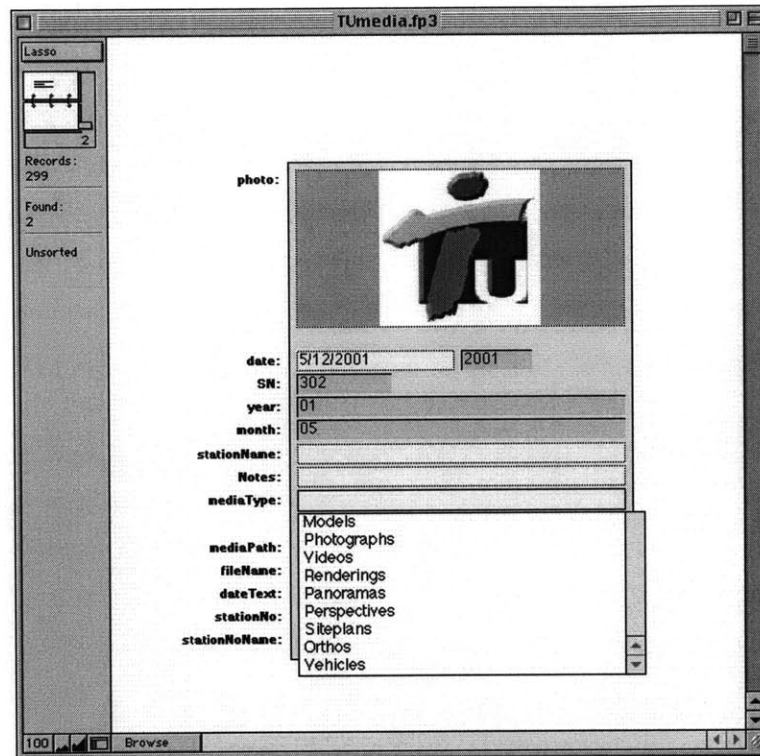 TUmedia.fp3
Lasso
2
Records:
299
Found:
2
Unsorted
photo:
TU
date: 5/12/2001 2001
SN: 302
year: 01
month: 05
stationName:
Notes:
mediaType:
Models
Photographs
Videos
Renderings
Panoramas
Perspectives
Siteplans
Orthos
Vehicles
mediaPath:
fileName:
dateText:
stationNo:
stationNoName:
100 Browse